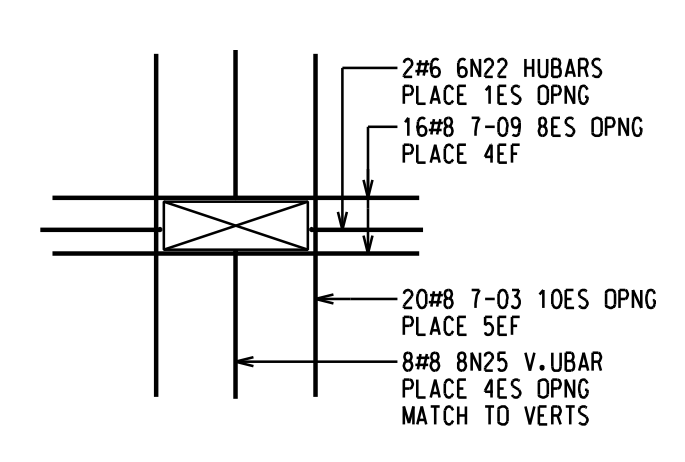 2#6 6N22 HUBARS
PLACE 1ES OPNG
16#8 7-09 8ES OPNG
PLACE 4EF
20#8 7-03 10ES OPNG
PLACE 5EF
8#8 8N25 V.UBAR
PLACE 4ES OPNG
MATCH TO VERTS